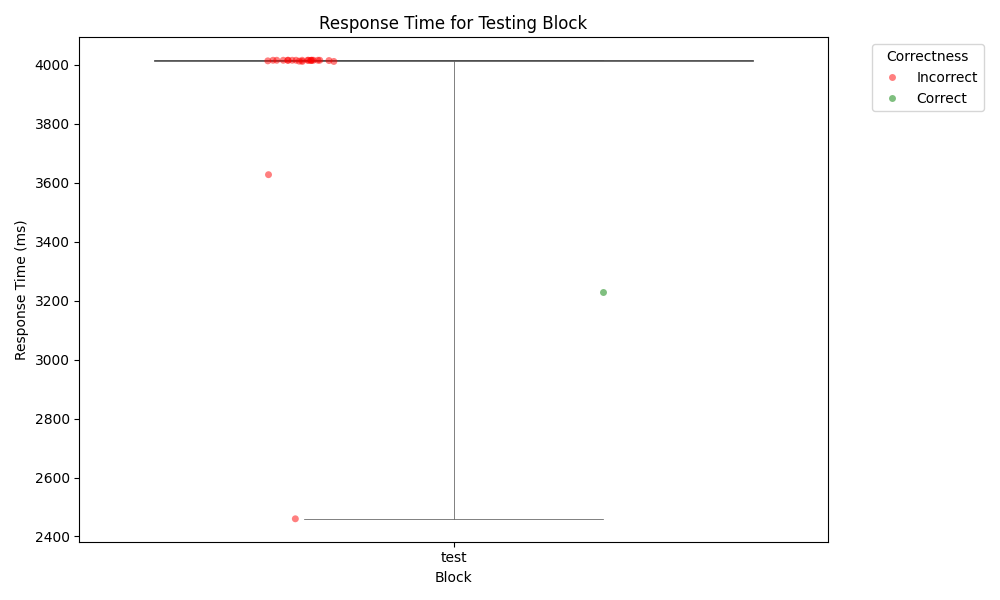 Response Time for Testing Block
Correctness
Incorrect
Correct
Response Time (ms)
4000
3800
3600
3400
3200
3000
2800
2600
2400
test
Block